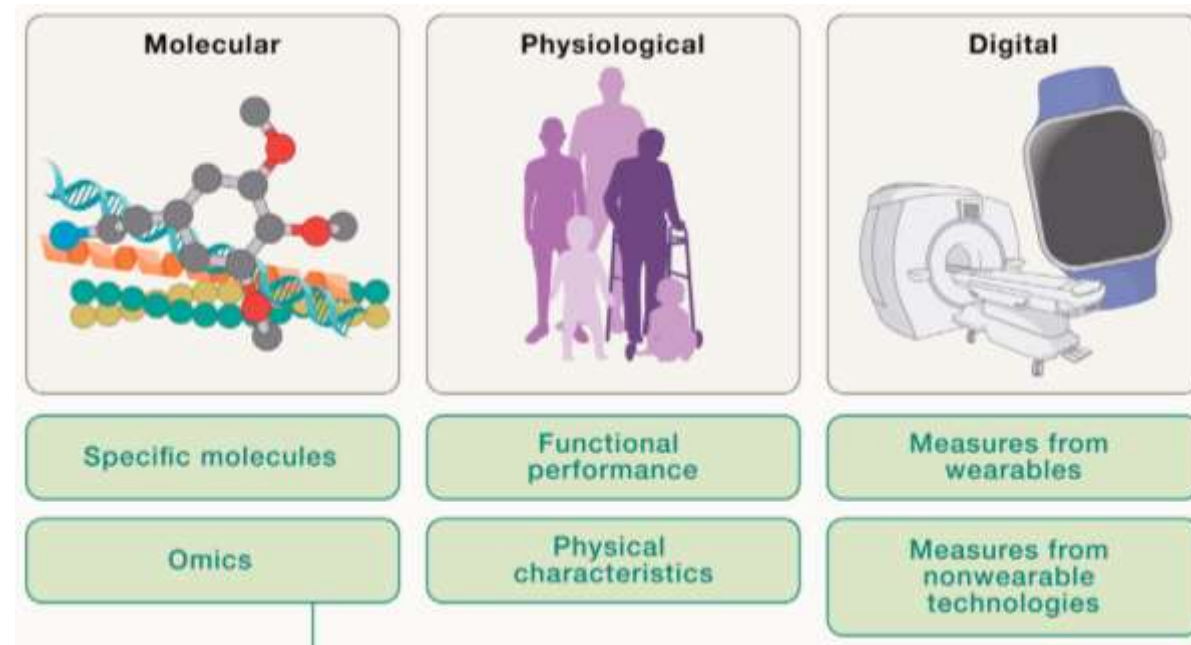 Molecular
Physiological
Digital
Specific molecules
Functional
performance
Measures from
wearables
Omics
Physical
characteristics
Measures from
nonwearable
technologies